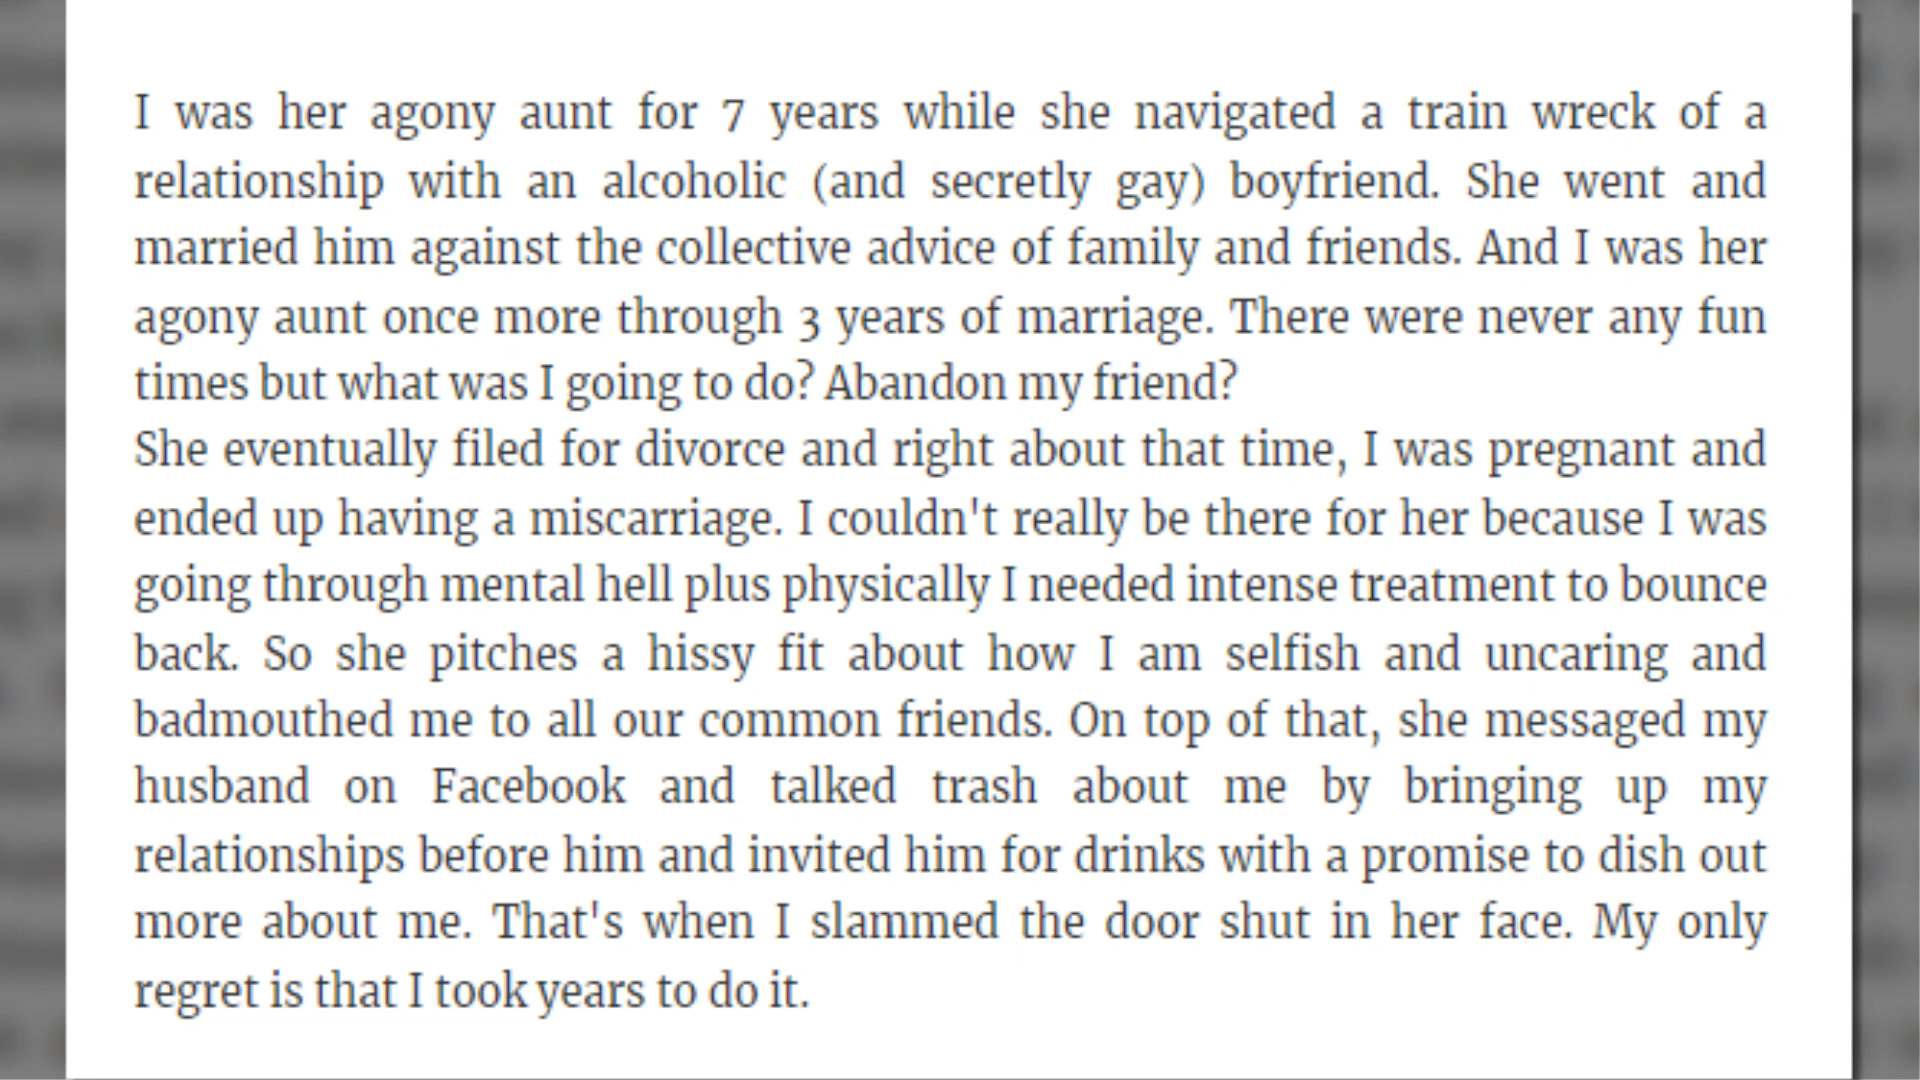 I was her agony aunt for 7 years while she navigated a train wreck of a
relationship with an alcoholic (and secretly gay) boyfriend. She went and
married him against the collective advice of family and friends. And I was her
agony aunt once more through 3 years of marriage. There were never any fun
times but what was I going to do? Abandon my friend?
She eventually filed for divorce and right about that time, I was pregnant and
ended up having a miscarriage. I couldn't really be there for her because I was
going through mental hell plus physically I needed intense treatment to bounce
back. So she pitches a hissy fit about how I am selfish and uncaring and
badmouthed me to all our common friends. On top of that, she messaged my
husband on Facebook and talked trash about me by bringing up my
relationships before him and invited him for drinks with a promise to dish out
more about me. That's when I slammed the door shut in her face. My only
regret is that I took years to do it.